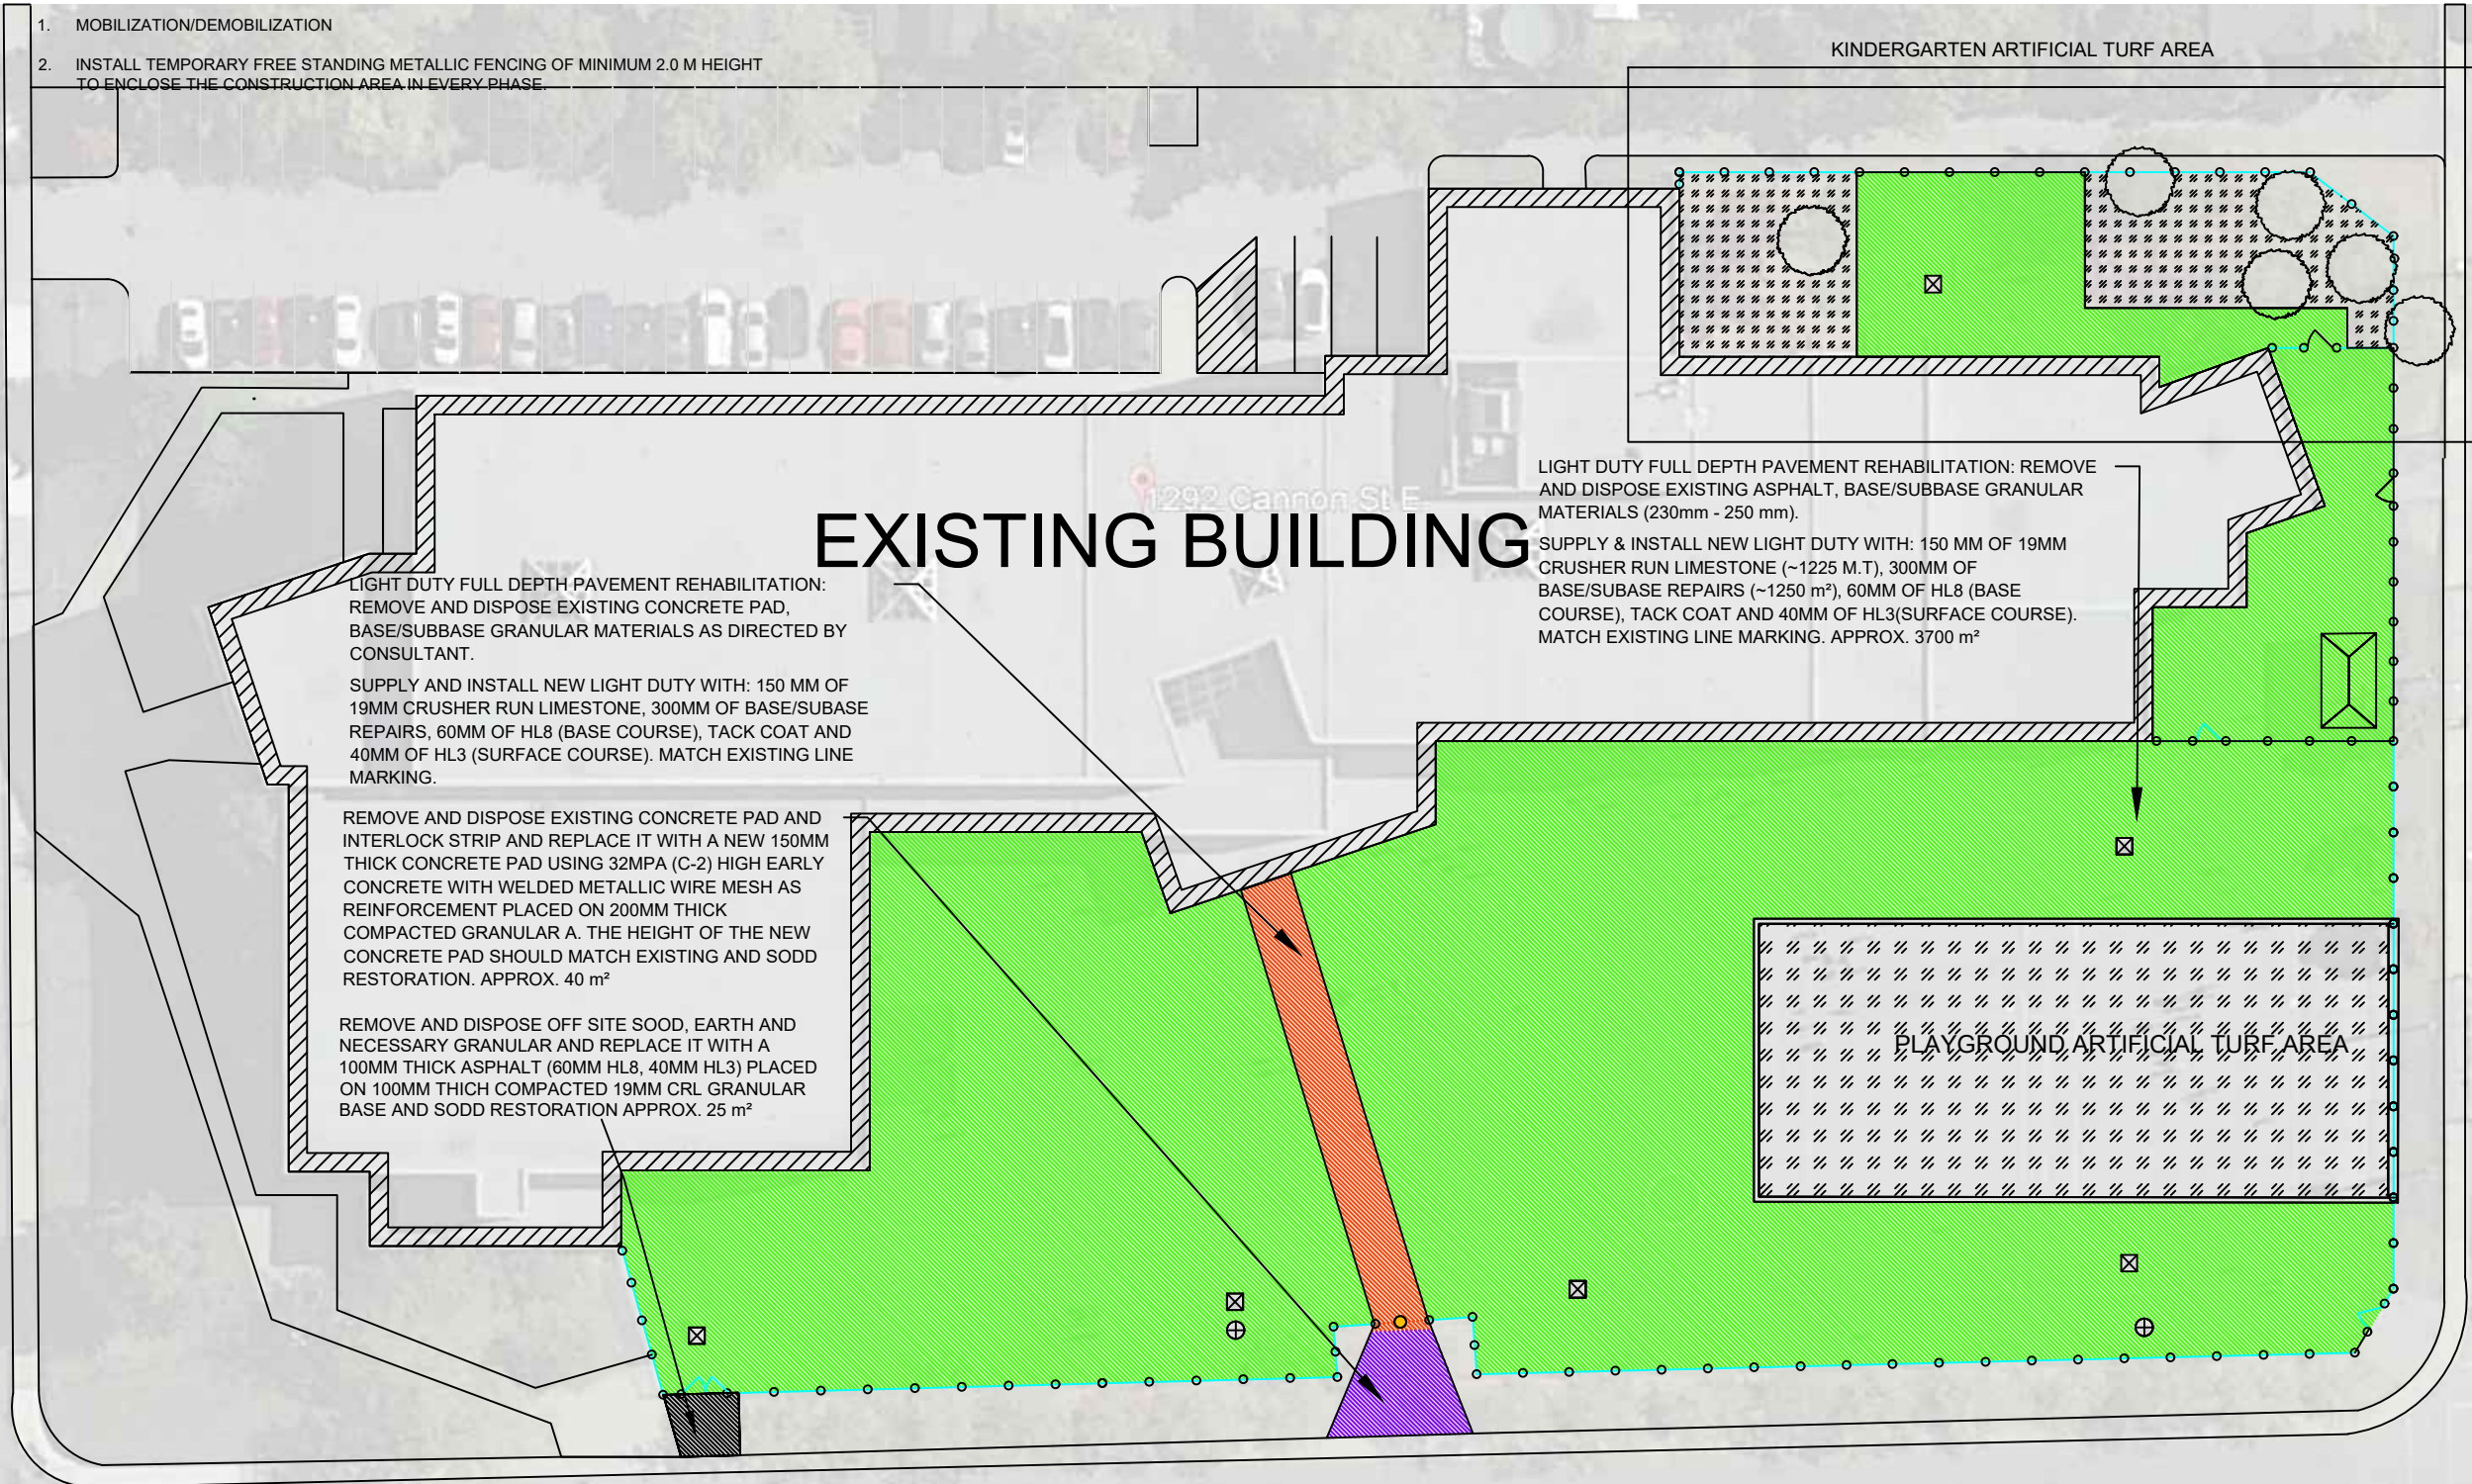 1. MOBILIZATION/DEMOBILIZATION
2. INSTALL TEMPORARY FREE STANDING METALLIC FENCING OF MINIMUM 2.0 M HEIGHT
TO ENCLOSE THE CONSTRUCTION AREA IN EVERY PHASE.
KINDERGARTEN ARTIFICIAL TURF AREA
1292 Cannon St E
EXISTING BUILDING
LIGHT DUTY FULL DEPTH PAVEMENT REHABILITATION: REMOVE
AND DISPOSE EXISTING ASPHALT, BASE/SUBBASE GRANULAR
MATERIALS (230mm - 250 mm).
SUPPLY & INSTALL NEW LIGHT DUTY WITH: 150 MM OF 19MM
CRUSHER RUN LIMESTONE (~1225 M.T), 300MM OF
BASE/SUBASE REPAIRS (~1250 m²), 60MM OF HL8 (BASE
COURSE), TACK COAT AND 40MM OF HL3(SURFACE COURSE).
MATCH EXISTING LINE MARKING. APPROX. 3700 m²
LIGHT DUTY FULL DEPTH PAVEMENT REHABILITATION:
REMOVE AND DISPOSE EXISTING CONCRETE PAD,
BASE/SUBBASE GRANULAR MATERIALS AS DIRECTED BY
CONSULTANT.
SUPPLY AND INSTALL NEW LIGHT DUTY WITH: 150 MM OF
19MM CRUSHER RUN LIMESTONE, 300MM OF BASE/SUBASE
REPAIRS, 60MM OF HL8 (BASE COURSE), TACK COAT AND
40MM OF HL3 (SURFACE COURSE). MATCH EXISTING LINE
MARKING.
REMOVE AND DISPOSE EXISTING CONCRETE PAD AND
INTERLOCK STRIP AND REPLACE IT WITH A NEW 150MM
THICK CONCRETE PAD USING 32MPA (C-2) HIGH EARLY
CONCRETE WITH WELDED METALLIC WIRE MESH AS
REINFORCEMENT PLACED ON 200MM THICK
COMPACTED GRANULAR A. THE HEIGHT OF THE NEW
CONCRETE PAD SHOULD MATCH EXISTING AND SODD
RESTORATION. APPROX. 40 m²
REMOVE AND DISPOSE OFF SITE SOOD, EARTH AND
NECESSARY GRANULAR AND REPLACE IT WITH A
100MM THICK ASPHALT (60MM HL8, 40MM HL3) PLACED
ON 100MM THICH COMPACTED 19MM CRL GRANULAR
BASE AND SODD RESTORATION APPROX. 25 m²
PLAYGROUND ARTIFICIAL TURF AREA